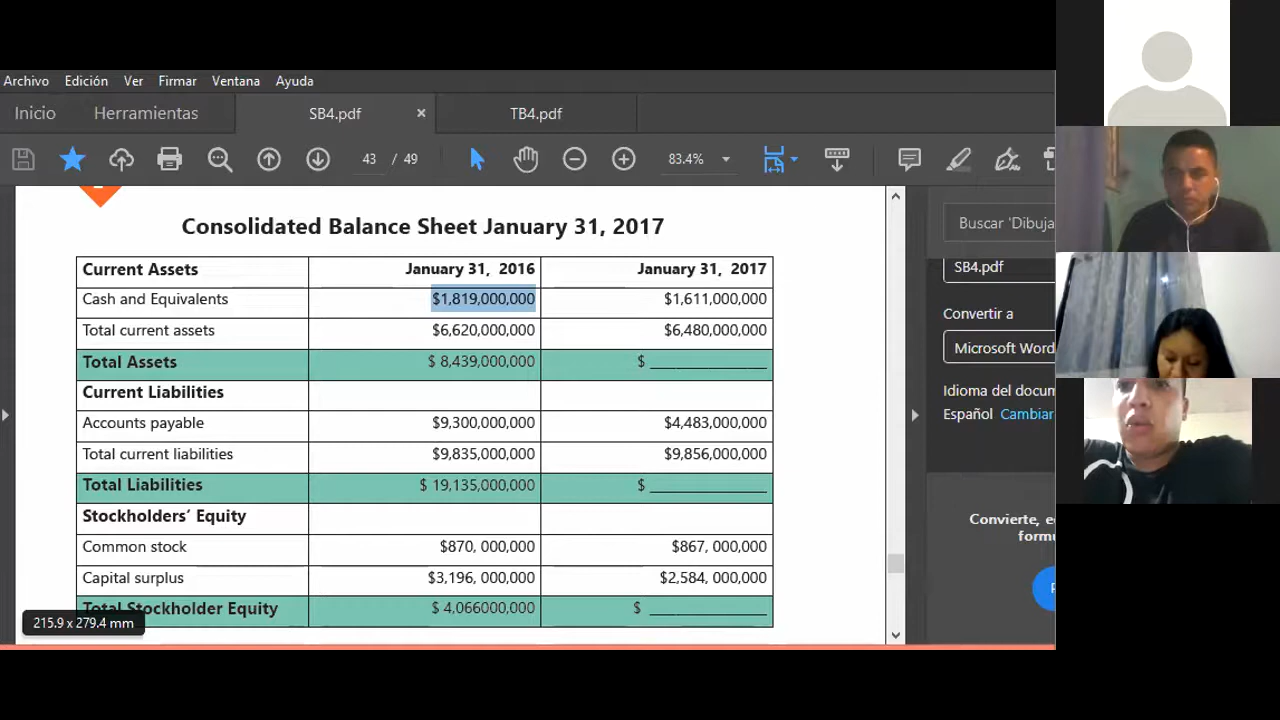 Archivo Edición Ver Firmar Ventana Ayuda
Inicio Herramientas SB4.pdf × TB4.pdf
43 / 49 83.4%
Consolidated Balance Sheet January 31, 2017
Current Assets January 31, 2016 January 31, 2017
Cash and Equivalents $1,819,000,000 $1,611,000,000
Total current assets $6,620,000,000 $6,480,000,000
Total Assets $ 8,439,000,000 $ ______________
Current Liabilities
Accounts payable $9,300,000,000 $4,483,000,000
Total current liabilities $9,835,000,000 $9,856,000,000
Total Liabilities $ 19,135,000,000 $ ______________
Stockholders’ Equity
Common stock $870, 000,000 $867, 000,000
Capital surplus $3,196, 000,000 $2,584, 000,000
Total Stockholder Equity $ 4,066000,000 $ ______________
215.9 x 279.4 mm
Buscar 'Dibuja
SB4.pdf
Convertir a
Microsoft Word
Idioma del docum
Español Cambiar
Convierte, e
form